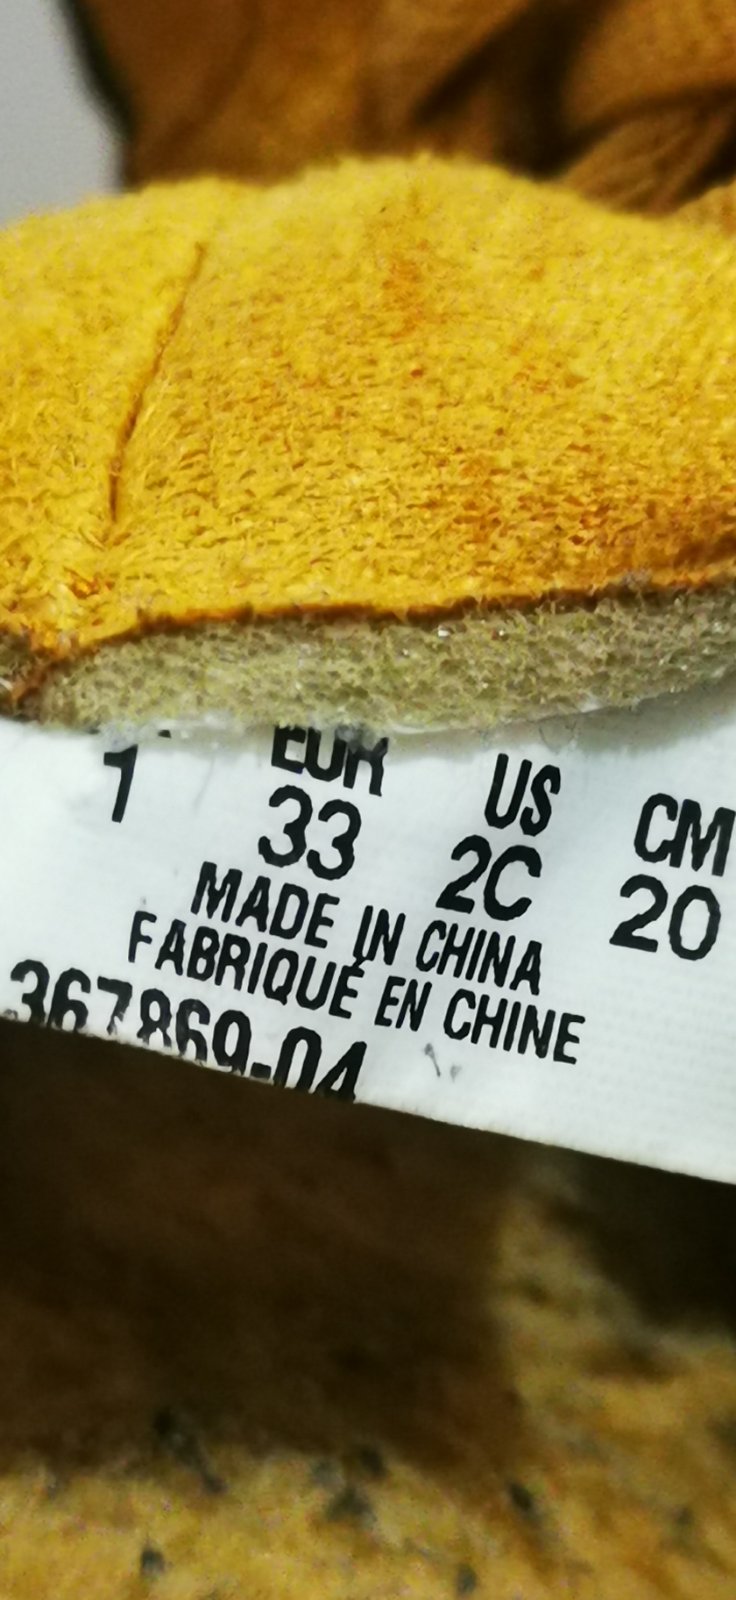 EUR US CM
1 33 2C 20
MADE IN CHINA
FABRIQUÉ EN CHINE
367869-04